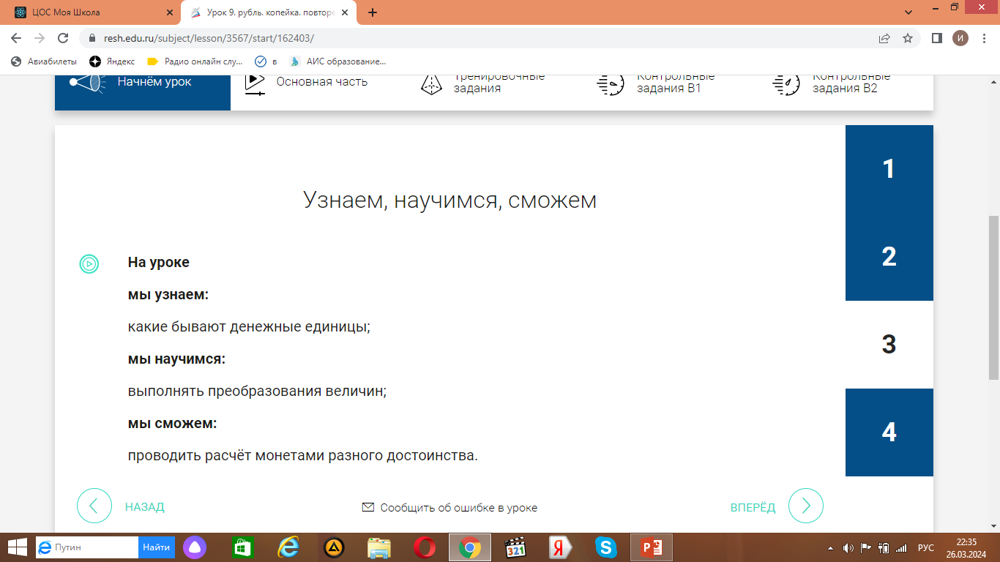 ЦОС Моя Школа
Урок 9. рубль. копейка. повторе
resh.edu.ru/subject/lesson/3567/start/162403/
И
Авиабилеты
Яндекс
Радио онлайн слу...
в
АИС образование...
Начнём урок
Основная часть
Тренировочные
задания
Контрольные
задания В1
Контрольные
задания В2
1
Узнаем, научимся, сможем
2
На уроке
мы узнаем:
какие бывают денежные единицы;
3
мы научимся:
выполнять преобразования величин;
мы сможем:
4
проводить расчёт монетами разного достоинства.
НАЗАД
Сообщить об ошибке в уроке
ВПЕРЁД
Путин
Найти
321
Я
S
P
РУС
22:35
26.03.2024